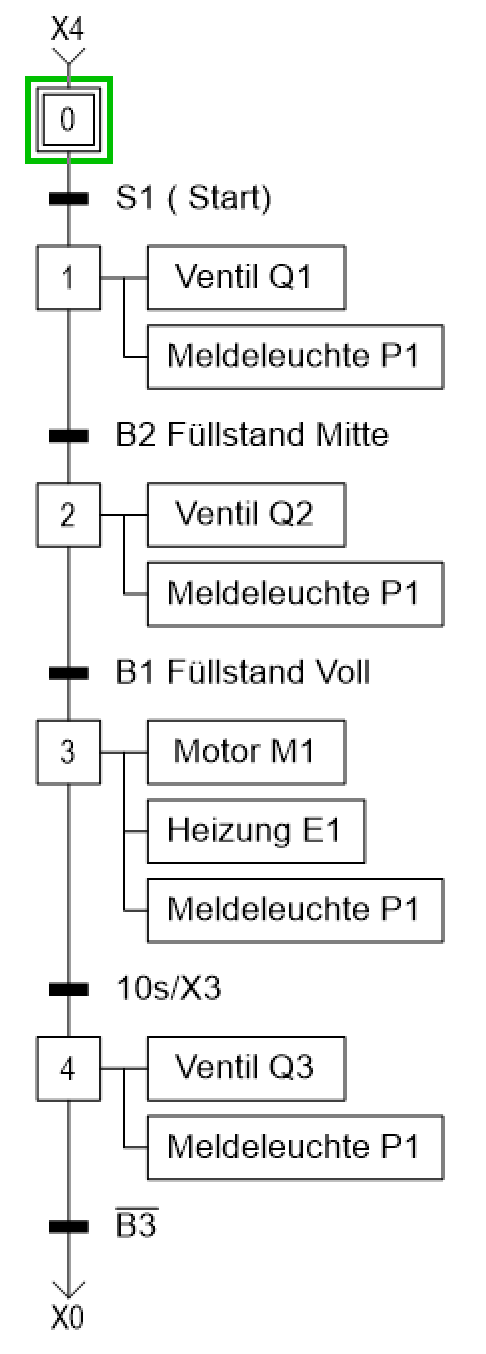 X4
0
S1 ( Start)
1
Ventil Q1
Meldeleuchte P1
B2 Füllstand Mitte
2
Ventil Q2
Meldeleuchte P1
B1 Füllstand Voll
3
Motor M1
Heizung E1
Meldeleuchte P1
10s/X3
4
Ventil Q3
Meldeleuchte P1
B̅3̅
X0